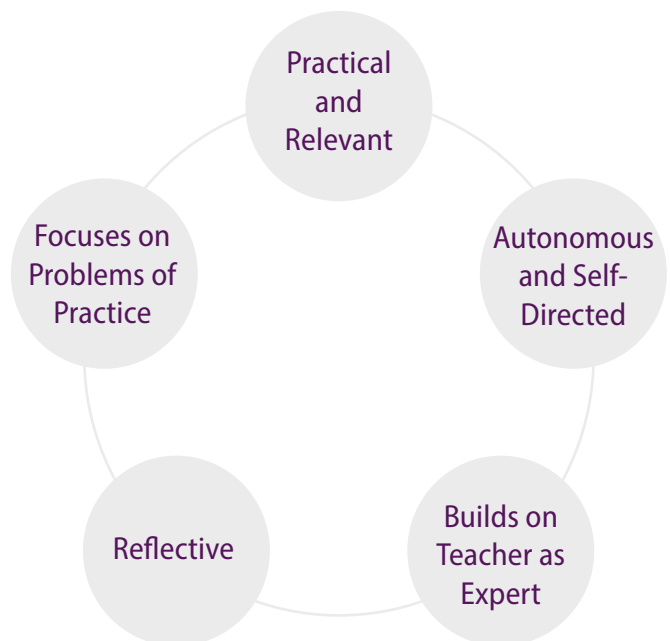 Practical
and
Relevant
Autonomous
and Self-
Directed
Builds on
Teacher as
Expert
Reflective
Focuses on
Problems of
Practice